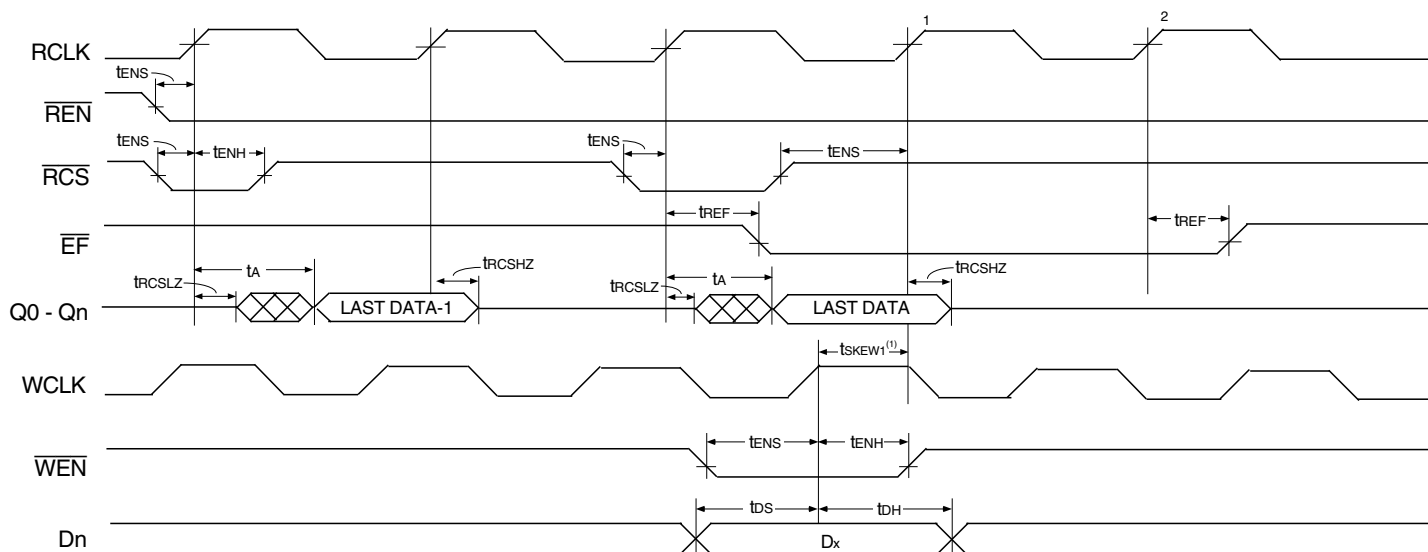 1 2
RCLK
tENS
REN
tENS tENH tENS tENS
RCS
tREF tREF
EF
tRCSLZ tA tRCSHZ tRCSLZ tA tRCSHZ
Q0 - Qn LAST DATA-1 LAST DATA
tSKEW1(1)
WCLK
tENS tENH
WEN
tDS tDH
Dn Dx